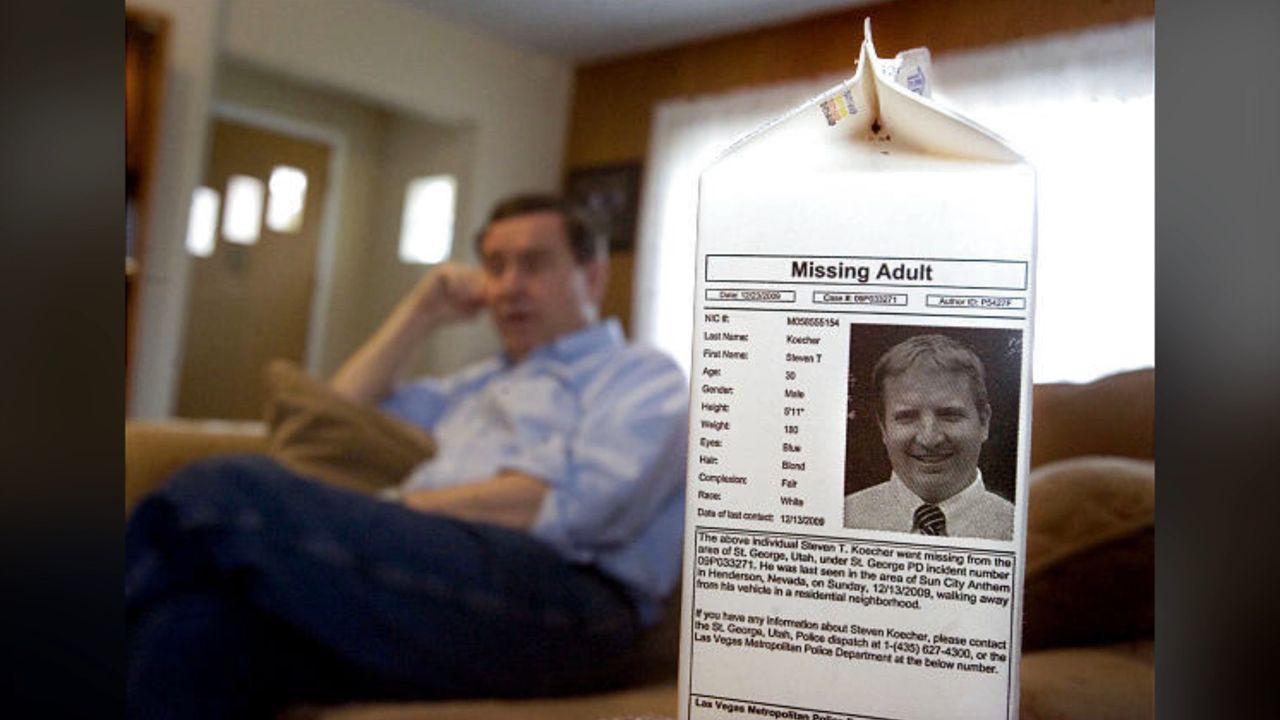 Missing Adult
Date: 12/23/2009 Case #: 09P033271 Author ID: P5427F
NIC #: M058555154
Last Name: Koecher
First Name: Steven T
Age: 30
Gender: Male
Height: 5'11"
Weight: 180
Eyes: Blue
Hair: Blond
Complexion: Fair
Race: White
Date of last contact: 12/13/2009
The above individual Steven T. Koecher went missing from the
area of St. George, Utah, under St. George PD incident number
09P033271. He was last seen in the area of Sun City Anthem
in Henderson, Nevada, on Sunday, 12/13/2009, walking away
from his vehicle in a residential neighborhood.
If you have any information about Steven Koecher, please contact
the St. George, Utah, Police dispatch at 1-(435) 627-4300, or the
Las Vegas Metropolitan Police Department at the below number.
Las Vegas Metropolitan Police